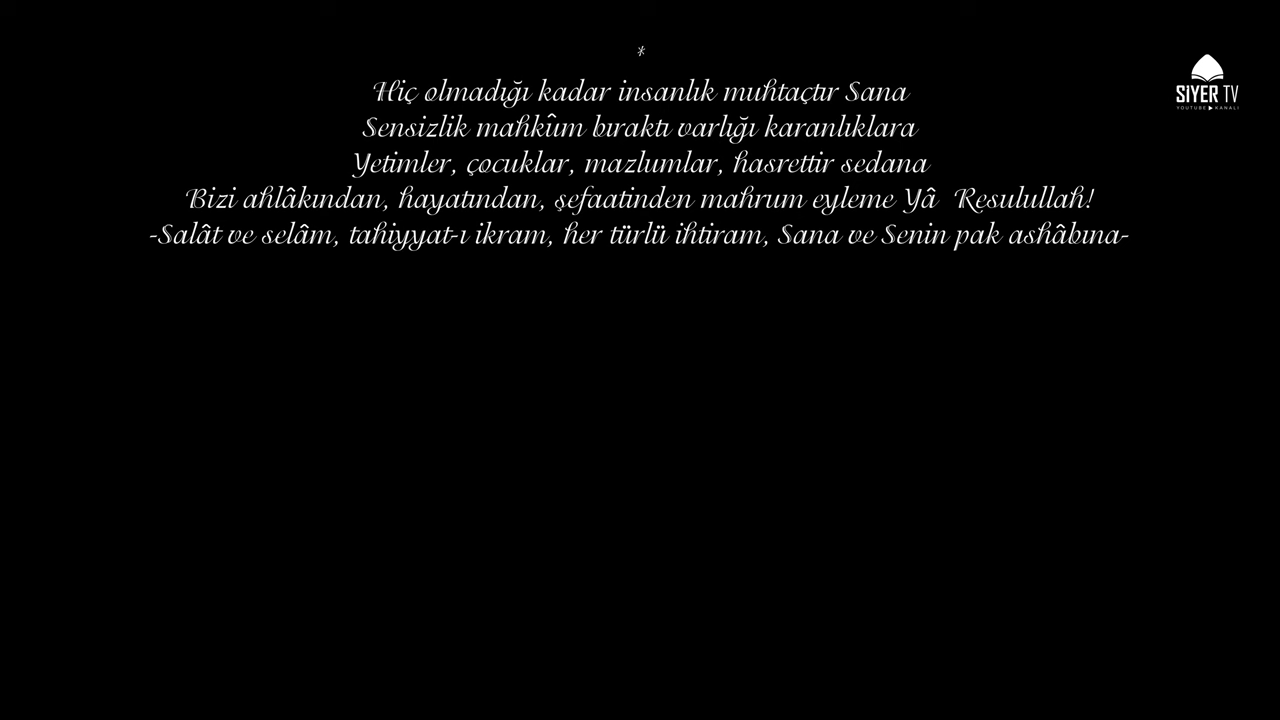 *
Hiç olmadığı kadar insanlık muhtaçtır Sana
Sensizlik mahkûm bıraktı varlığı karanlıklara
Yetimler, çocuklar, mazlumlar, hasrettir sedana
Bizi ahlâkından, hayatından, şefaatinden mahrum eyleme Yâ Resulullah!
-Salât ve selâm, tahiyyat-ı ikram, her türlü ihtiram, Sana ve Senin pak ashâbına-
SIYER TV
YOUTUBE KANALI